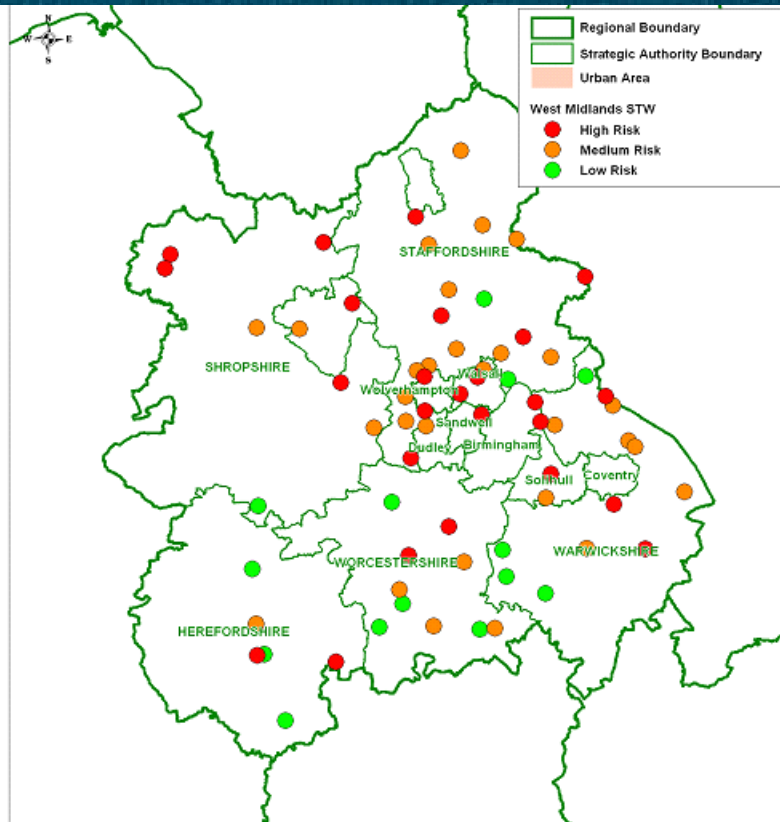 N
W E
S
Regional Boundary
Strategic Authority Boundary
Urban Area
West Midlands STW
High Risk
Medium Risk
Low Risk
STAFFORDSHIRE
SHROPSHIRE
Walsall
Wolverhampton
Sandwell
Dudley
Birmingham
Solihull
Coventry
WORCESTERSHIRE
WARWICKSHIRE
HEREFORDSHIRE